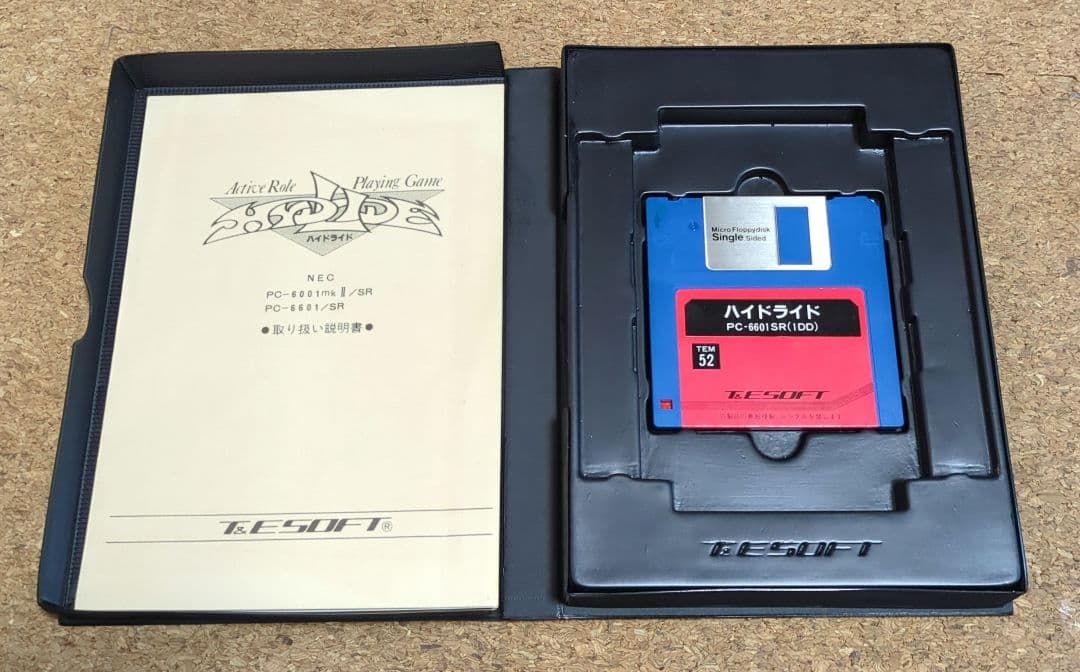 Active Role Playing Game
HYDLIDE
ハイドライド
NEC
PC-6001mkⅡ/SR
PC-6601/SR
●取り扱い説明書●
T&ESOFT®
Micro Floppydisk
Single Sided
ハイドライド
PC-6601SR(1DD)
TEM
52
T&ESOFT
T&ESOFT